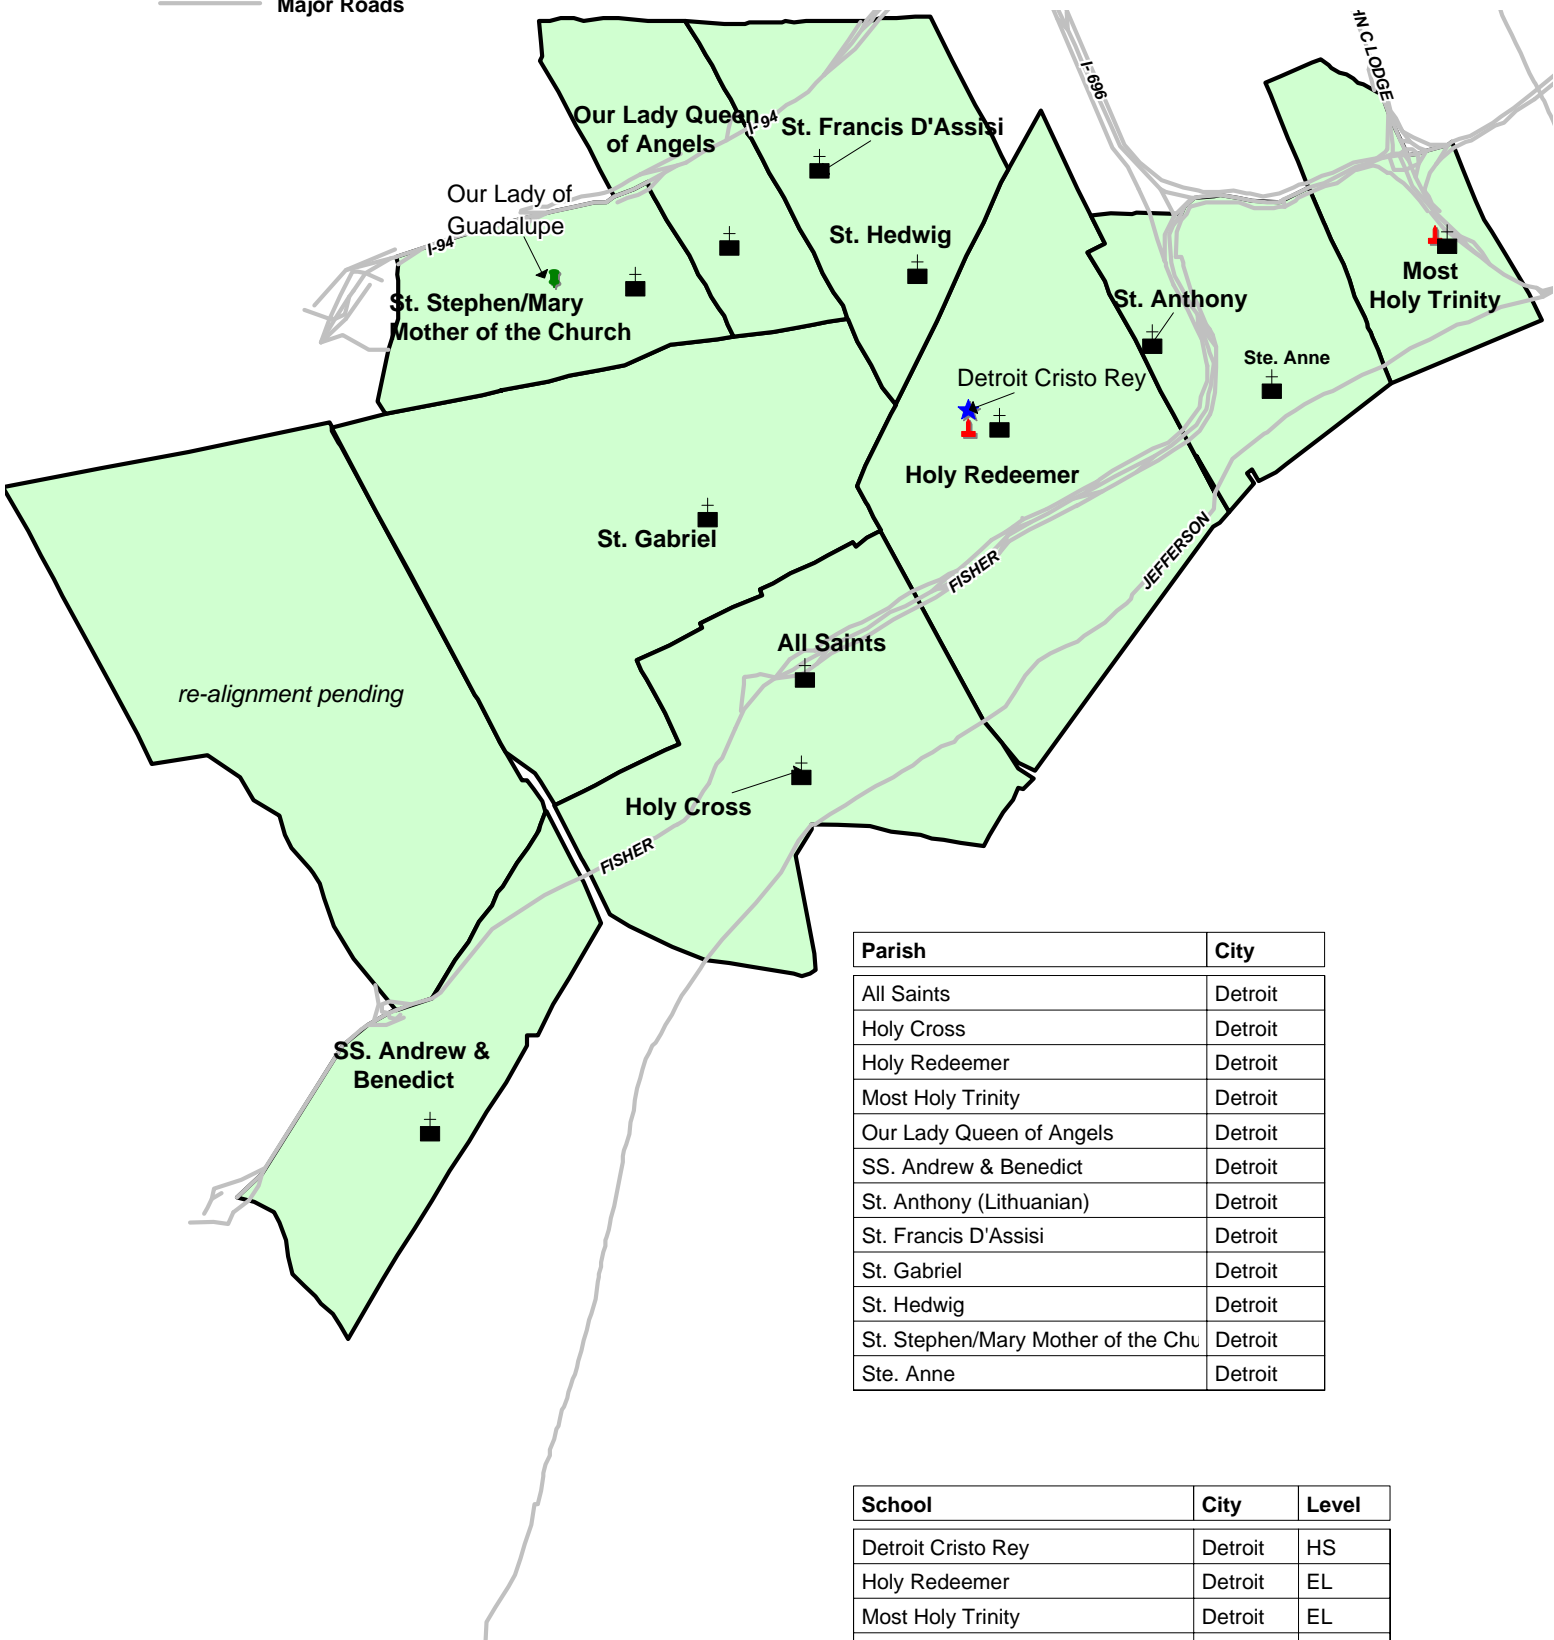 Major Roads
HN C LODGE
I- 696
Our Lady Queen
of Angels
I- 94
St. Francis D'Assisi
Our Lady of
Guadalupe
I-94
St. Hedwig
Most
Holy Trinity
St. Stephen/Mary
Mother of the Church
St. Anthony
Ste. Anne
Detroit Cristo Rey
Holy Redeemer
St. Gabriel
FISHER
JEFFERSON
All Saints
re-alignment pending
Holy Cross
FISHER
SS. Andrew &
Benedict
Parish City
All Saints Detroit
Holy Cross Detroit
Holy Redeemer Detroit
Most Holy Trinity Detroit
Our Lady Queen of Angels Detroit
SS. Andrew & Benedict Detroit
St. Anthony (Lithuanian) Detroit
St. Francis D'Assisi Detroit
St. Gabriel Detroit
St. Hedwig Detroit
St. Stephen/Mary Mother of the Chu Detroit
Ste. Anne Detroit
School City Level
Detroit Cristo Rey Detroit HS
Holy Redeemer Detroit EL
Most Holy Trinity Detroit EL